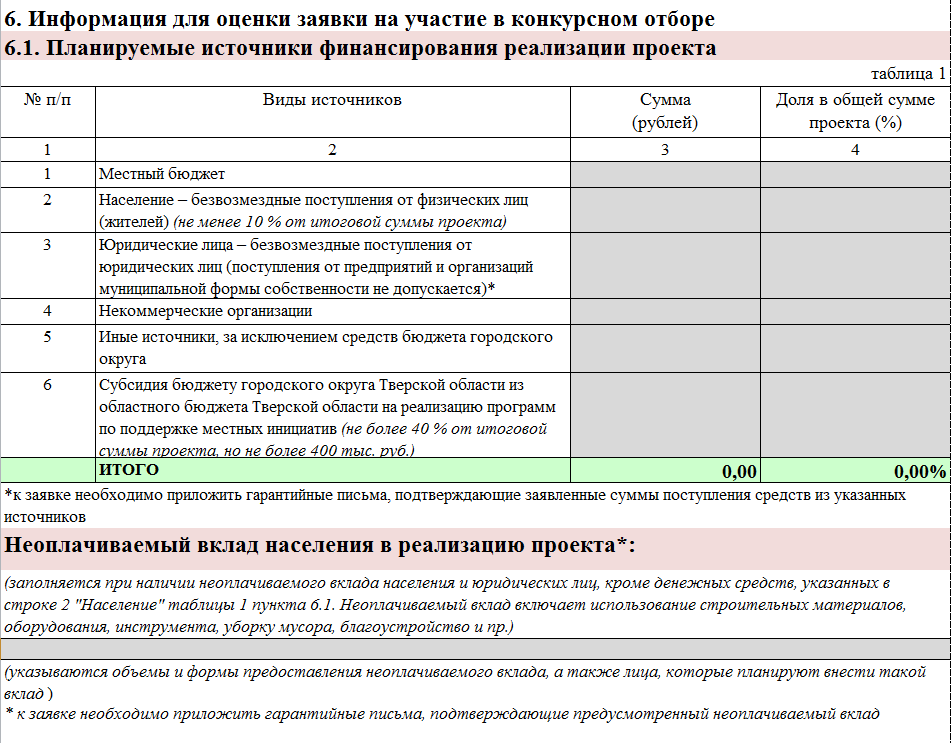 6. Информация для оценки заявки на участие в конкурсном отборе
6.1. Планируемые источники финансирования реализации проекта
таблица 1
№ п/п Виды источников Сумма (рублей) Доля в общей сумме проекта (%)
1 2 3 4
1 Местный бюджет
2 Население – безвозмездные поступления от физических лиц
(жителей) (не менее 10 % от итоговой суммы проекта)
3 Юридические лица – безвозмездные поступления от
юридических лиц (поступления от предприятий и организаций
муниципальной формы собственности не допускается)*
4 Некоммерческие организации
5 Иные источники, за исключением средств бюджета городского
округа
6 Субсидия бюджету городского округа Тверской области из
областного бюджета Тверской области на реализацию программ
по поддержке местных инициатив (не более 40 % от итоговой
суммы проекта, но не более 400 тыс. руб.)
ИТОГО 0,00 0,00%
*к заявке необходимо приложить гарантийные письма, подтверждающие заявленные суммы поступления средств из указанных
источников
Неоплачиваемый вклад населения в реализацию проекта*:
(заполняется при наличии неоплачиваемого вклада населения и юридических лиц, кроме денежных средств, указанных в
строке 2 "Население" таблицы 1 пункта 6.1. Неоплачиваемый вклад включает использование строительных материалов,
оборудования, инструмента, уборку мусора, благоустройство и пр.)
(указываются объемы и формы предоставления неоплачиваемого вклада, а также лица, которые планируют внести такой
вклад )
* к заявке необходимо приложить гарантийные письма, подтверждающие предусмотренный неоплачиваемый вклад